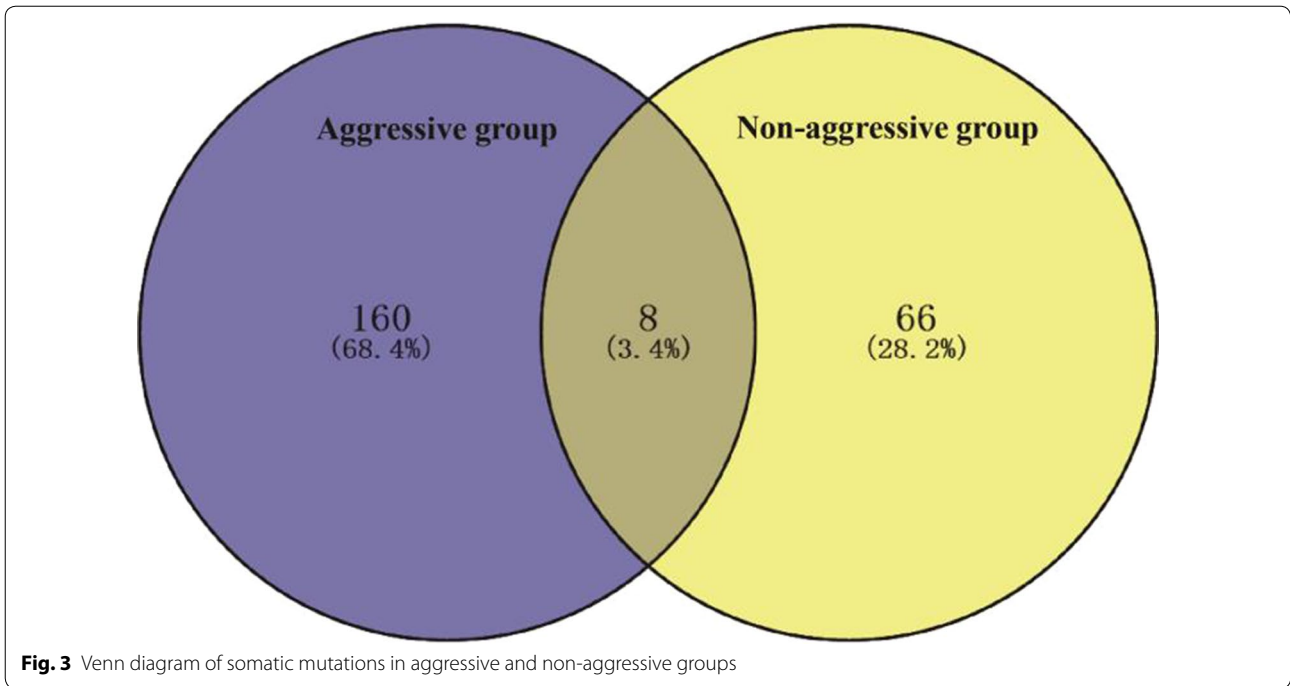 Aggressive group
Non-aggressive group
160
(68. 4%)
8
(3. 4%)
66
(28. 2%)
Fig. 3 Venn diagram of somatic mutations in aggressive and non-aggressive groups